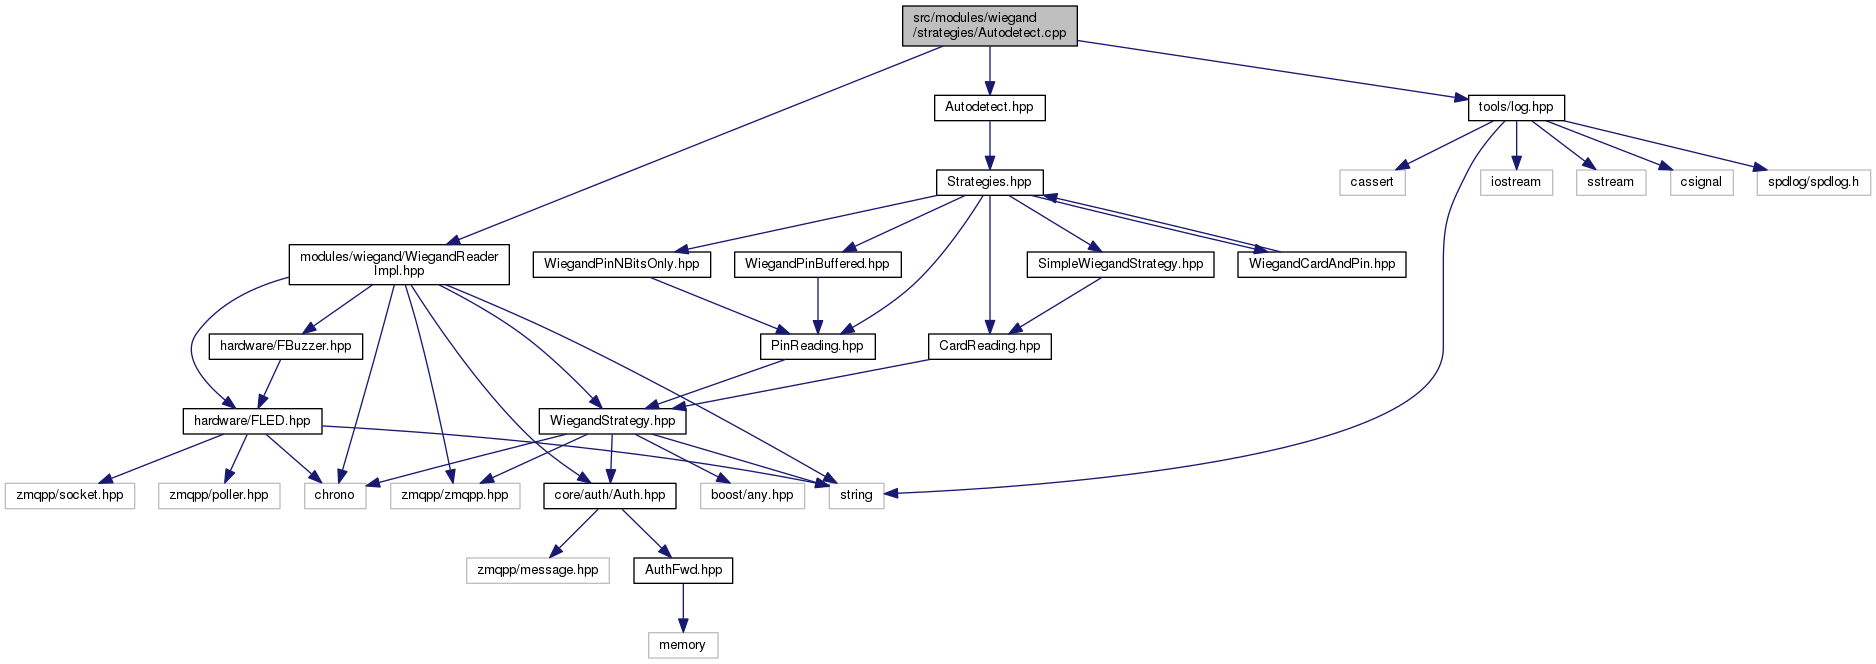 src/modules/wiegand
/strategies/Autodetect.cpp
Autodetect.hpp
tools/log.hpp
Strategies.hpp
cassert
iostream
sstream
csignal
spdlog/spdlog.h
modules/wiegand/WiegandReader
Impl.hpp
WiegandPinNBitsOnly.hpp
WiegandPinBuffered.hpp
SimpleWiegandStrategy.hpp
WiegandCardAndPin.hpp
hardware/FBuzzer.hpp
PinReading.hpp
CardReading.hpp
hardware/FLED.hpp
WiegandStrategy.hpp
zmqpp/socket.hpp
zmqpp/poller.hpp
chrono
zmqpp/zmqpp.hpp
core/auth/Auth.hpp
boost/any.hpp
string
zmqpp/message.hpp
AuthFwd.hpp
memory